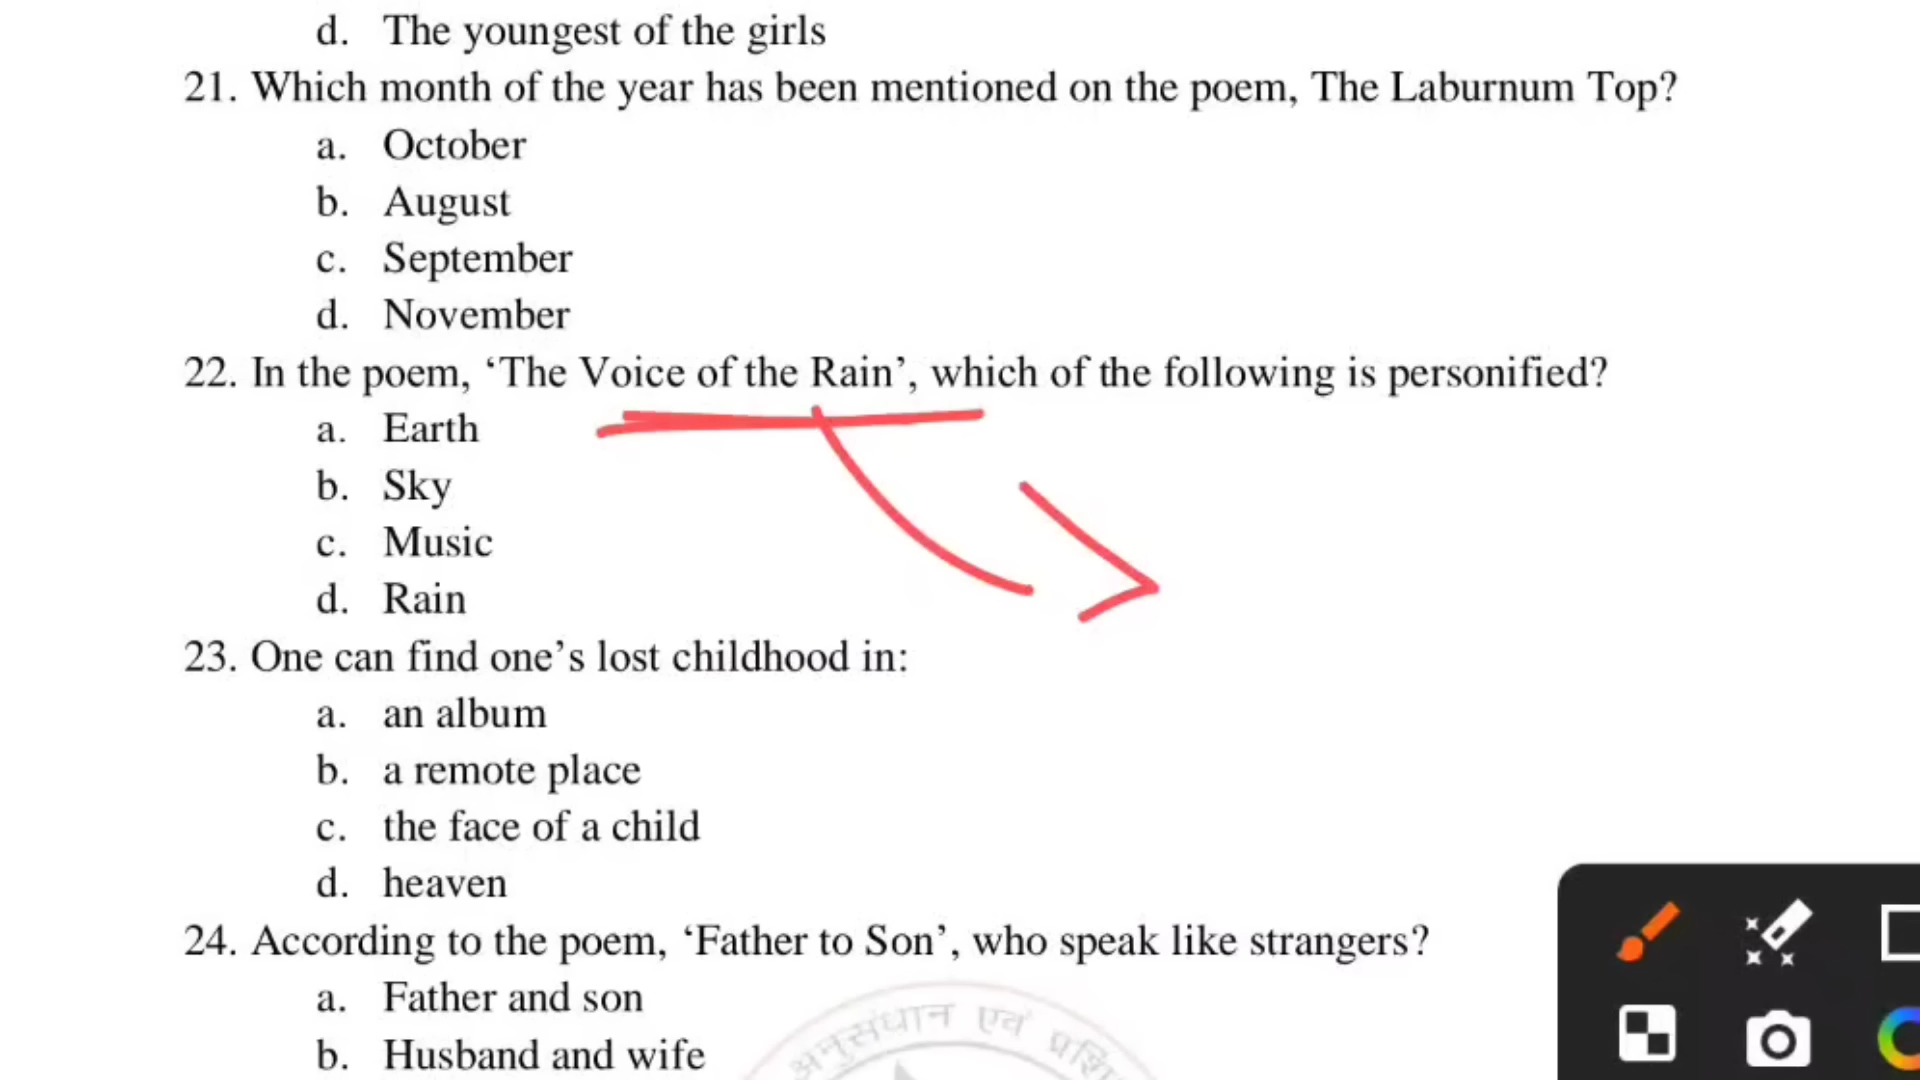 d. The youngest of the girls
21. Which month of the year has been mentioned on the poem, The Laburnum Top?
a. October
b. August
c. September
d. November
22. In the poem, ‘The Voice of the Rain’, which of the following is personified?
a. Earth
b. Sky
c. Music
d. Rain
23. One can find one’s lost childhood in:
a. an album
b. a remote place
c. the face of a child
d. heaven
24. According to the poem, ‘Father to Son’, who speak like strangers?
a. Father and son
अनुसंधान एवं
b. Husband and wife